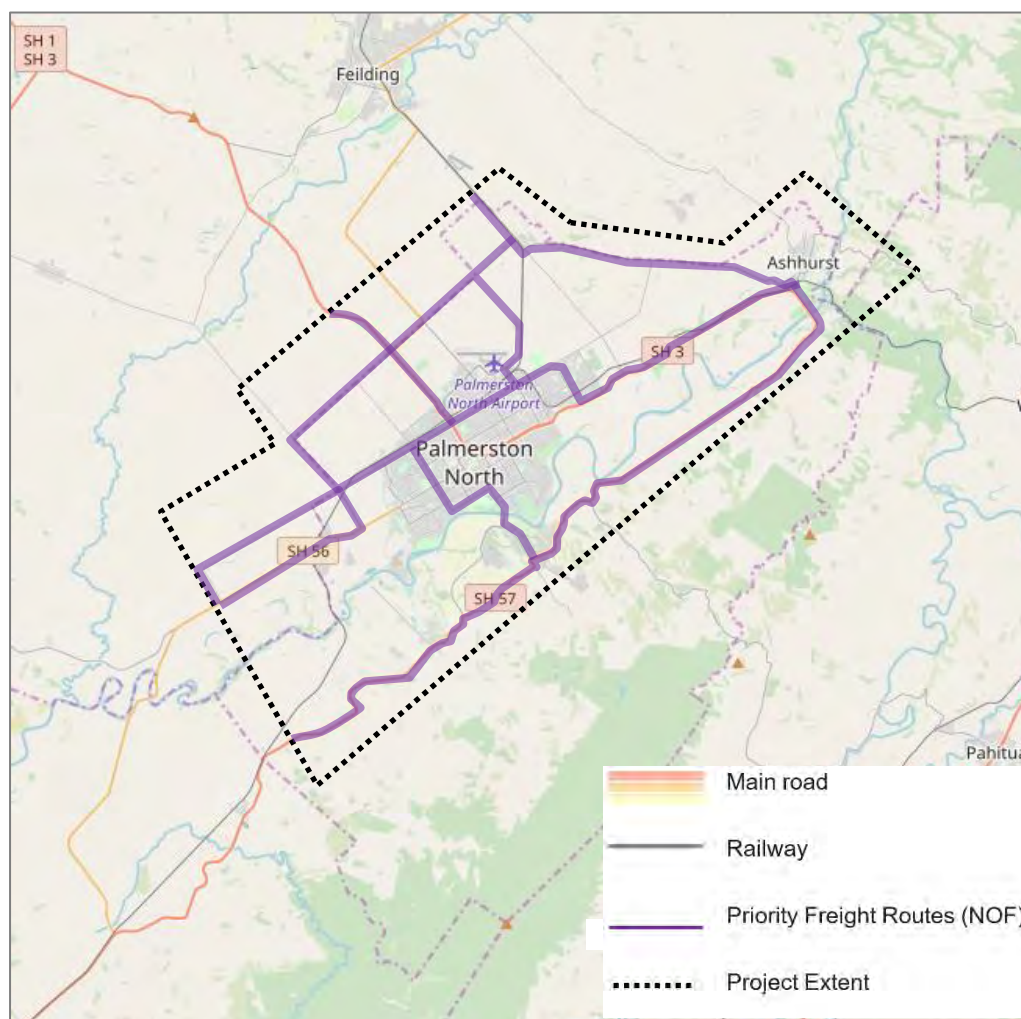 SH 1
SH 3
Feilding
Ashhurst
SH 3
Palmerston
North Airport
Palmerston
North
SH 56
SH 57
Pahitua
Main road
Railway
Priority Freight Routes (NOF)
Project Extent